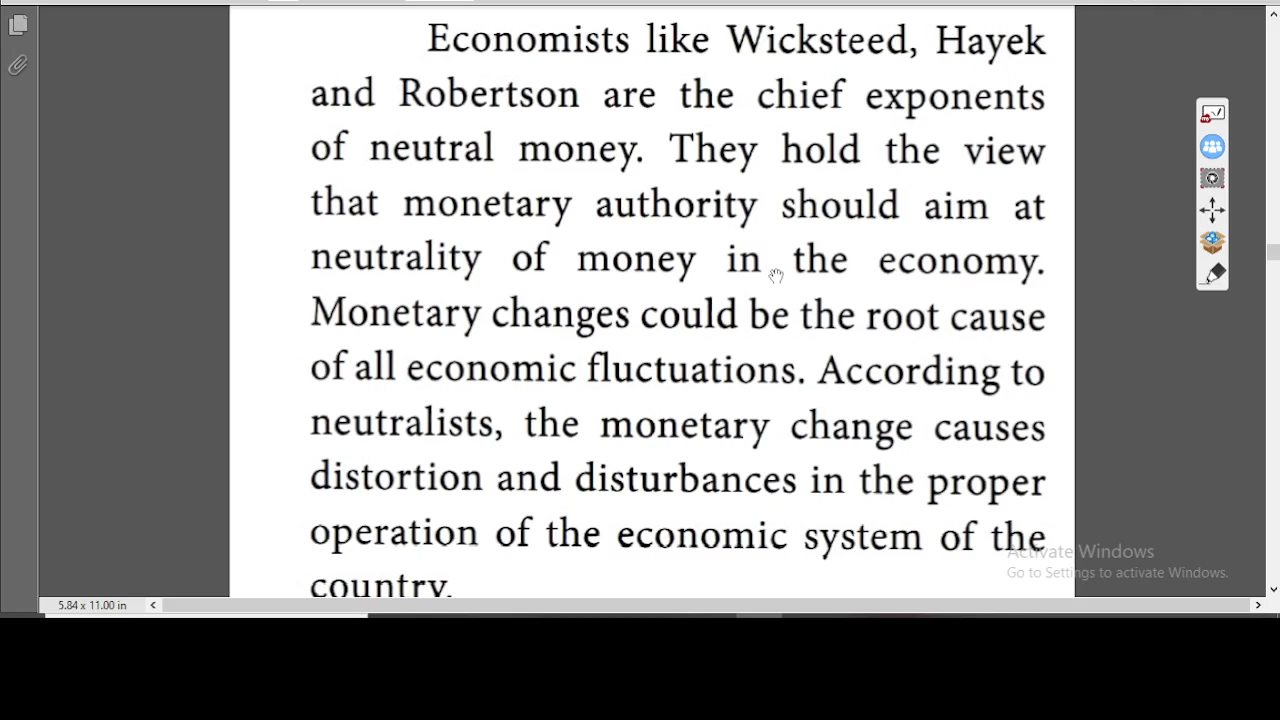 Economists like Wicksteed, Hayek
and Robertson are the chief exponents
of neutral money. They hold the view
that monetary authority should aim at
neutrality of money in the economy.
Monetary changes could be the root cause
of all economic fluctuations. According to
neutralists, the monetary change causes
distortion and disturbances in the proper
operation of the economic system of the
country.
Activate Windows
Go to Settings to activate Windows.
5.84 x 11.00 in